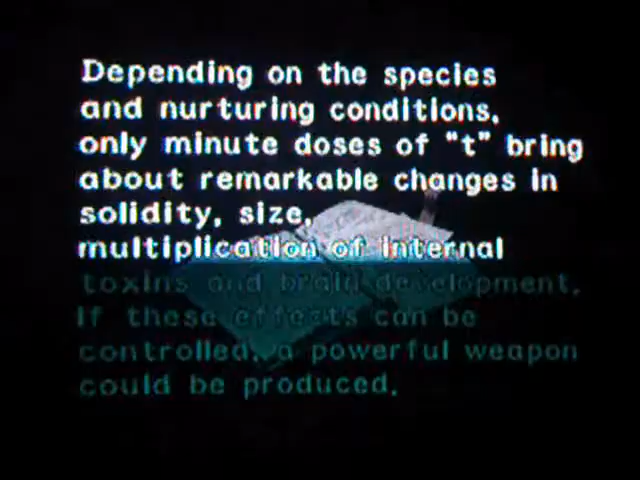 Depending on the species
and nurturing conditions,
only minute doses of "t" bring
about remarkable changes in
solidity, size,
multiplication of internal
toxins and brain development.
If these effects can be
controlled, a powerful weapon
could be produced.